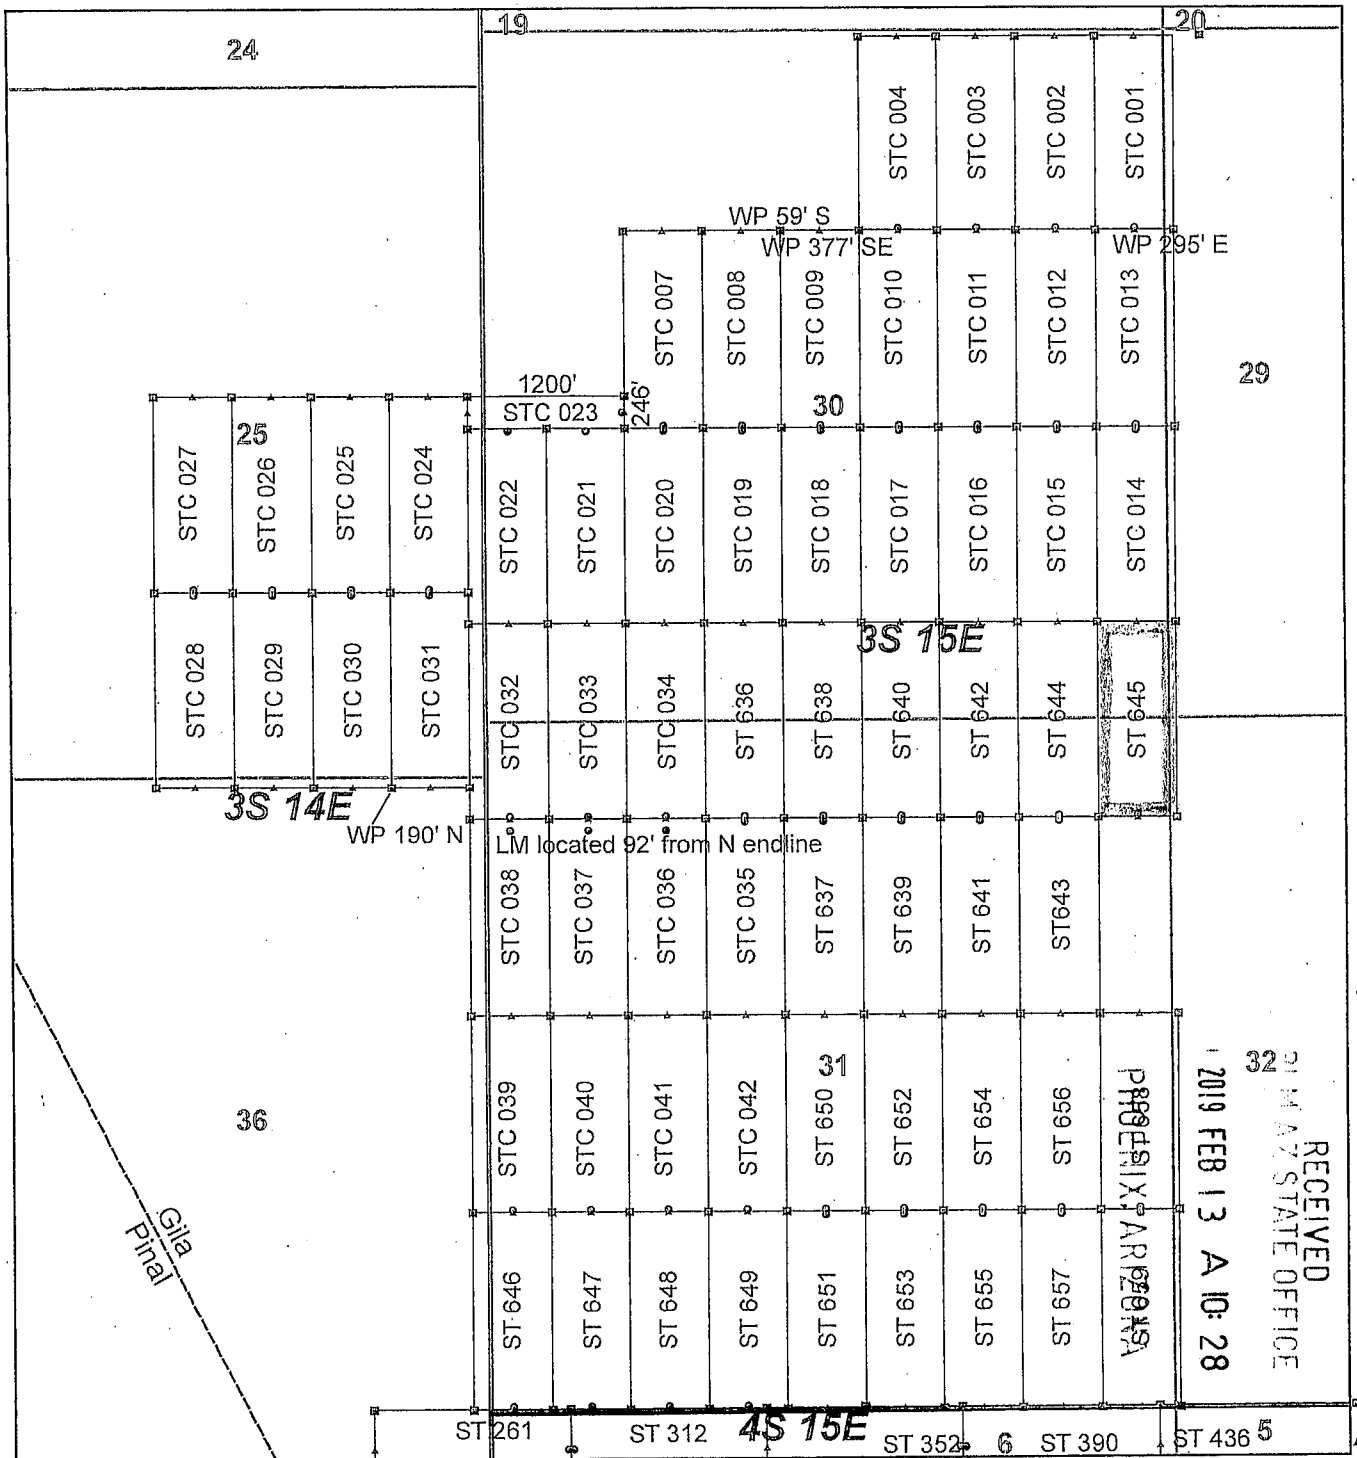 19
20
24
STC 004
STC 003
STC 002
STC 001
WP 59' S
WP 377' SE
WP 295' E
STC 007
STC 008
STC 009
STC 010
STC 011
STC 012
STC 013
29
1200'
246'
STC 023
30
25
STC 027
STC 026
STC 025
STC 024
STC 022
STC 021
STC 020
STC 019
STC 018
STC 017
STC 016
STC 015
STC 014
3S 15E
STC 028
STC 029
STC 030
STC 031
STC 032
STC 033
STC 034
ST 636
ST 638
ST 640
ST 642
ST 644
ST 645
3S 14E
WP 190' N
LM located 92' from N endline
STC 038
STC 037
STC 036
STC 035
ST 637
ST 639
ST 641
ST643
31
32
36
STC 039
STC 040
STC 041
STC 042
ST 650
ST 652
ST 654
ST 656
ST 658
Gila
Pinal
ST 646
ST 647
ST 648
ST 649
ST 651
ST 653
ST 655
ST 657
ST 659
RECEIVED
AZ STATE OFFICE
2019 FEB 13 A 10: 28
PHOENIX, ARIZONA
ST 261
ST 312
4S 15E
ST 352
6
ST 390
ST 436
5